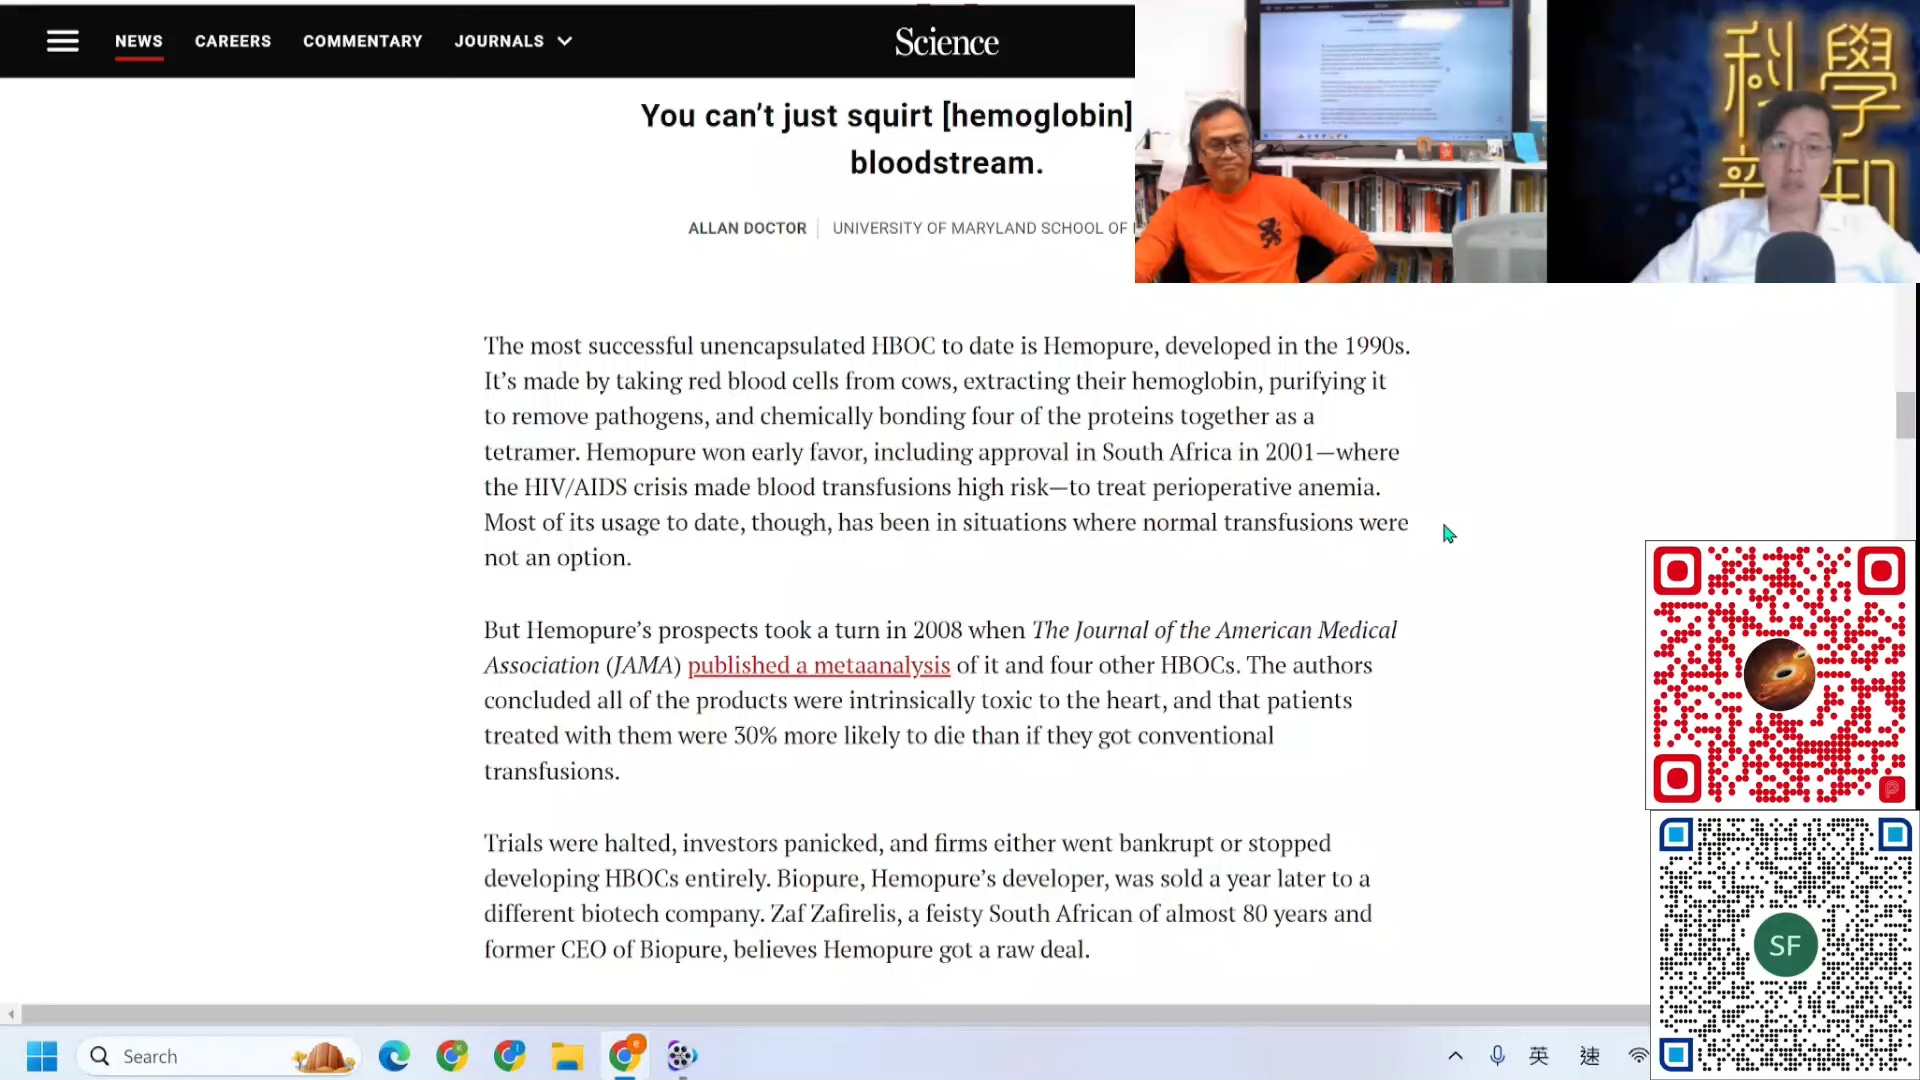 NEWS CAREERS COMMENTARY JOURNALS
Science
You can’t just squirt [hemoglobin]
bloodstream.
ALLAN DOCTOR UNIVERSITY OF MARYLAND SCHOOL OF
科學
The most successful unencapsulated HBOC to date is Hemopure, developed in the 1990s.
It’s made by taking red blood cells from cows, extracting their hemoglobin, purifying it
to remove pathogens, and chemically bonding four of the proteins together as a
tetramer. Hemopure won early favor, including approval in South Africa in 2001—where
the HIV/AIDS crisis made blood transfusions high risk—to treat perioperative anemia.
Most of its usage to date, though, has been in situations where normal transfusions were
not an option.
But Hemopure’s prospects took a turn in 2008 when The Journal of the American Medical
Association (JAMA) published a metaanalysis of it and four other HBOCs. The authors
concluded all of the products were intrinsically toxic to the heart, and that patients
treated with them were 30% more likely to die than if they got conventional
transfusions.
Trials were halted, investors panicked, and firms either went bankrupt or stopped
developing HBOCs entirely. Biopure, Hemopure’s developer, was sold a year later to a
different biotech company. Zaf Zafirelis, a feisty South African of almost 80 years and
former CEO of Biopure, believes Hemopure got a raw deal.
SF
Search
英 速